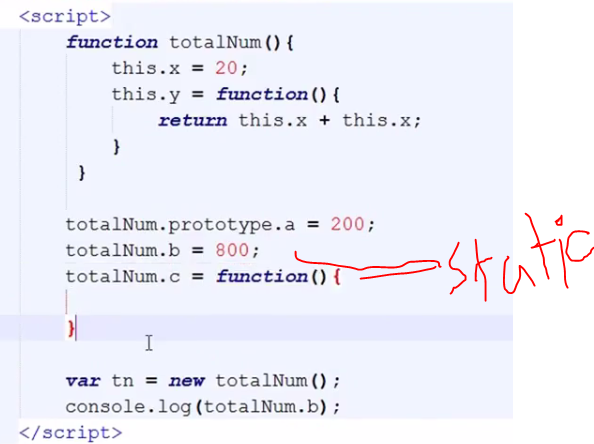 <script>
function totalNum(){
this.x = 20;
this.y = function(){
return this.x + this.x;
}
}
totalNum.prototype.a = 200;
totalNum.b = 800;
static
totalNum.c = function(){
}
var tn = new totalNum();
console.log(totalNum.b);
</script>